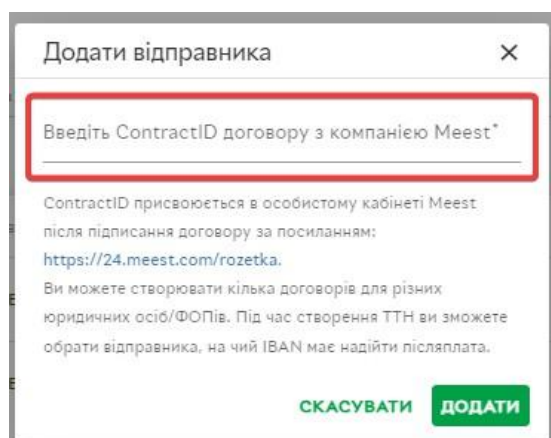 Додати відправника ×
Введіть ContractID договору з компанією Meest*
ContractID присвоюється в особистому кабінеті Meest
після підписання договору за посиланням:
https://24.meest.com/rozetka.
Ви можете створювати кілька договорів для різних
юридичних осіб/ФОПів. Під час створення ТТН ви зможете
обрати відправника, на чий IBAN має надійти післяплата.
СКАСУВАТИ ДОДАТИ